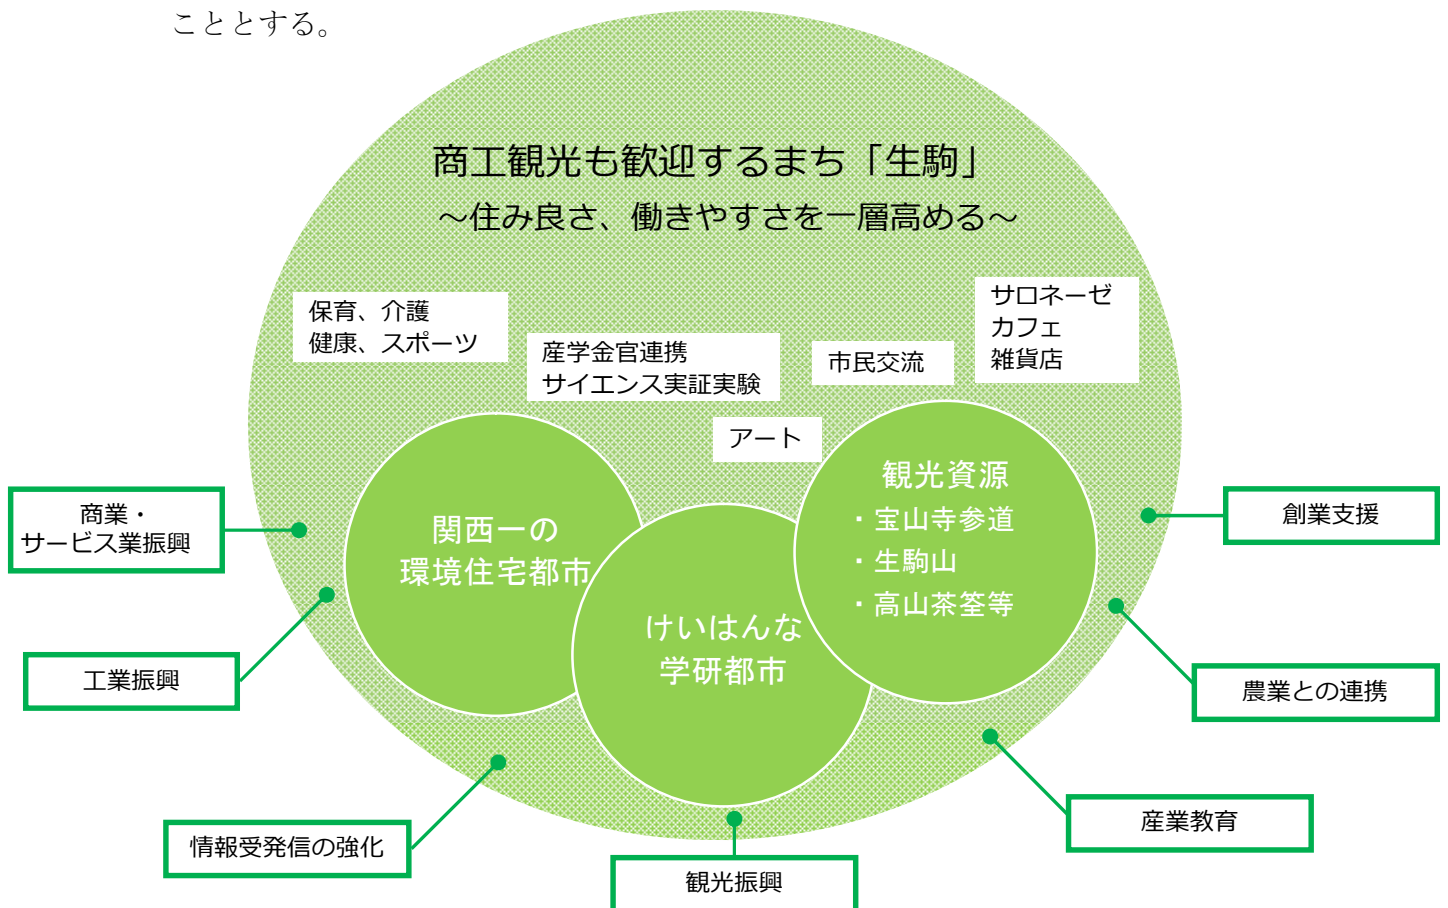 こととする。
商工観光も歓迎するまち「生駒」
～住み良さ、働きやすさを一層高める～
保育、介護
健康、スポーツ
産学金官連携
サイエンス実証実験
市民交流
サロネーゼ
カフェ
雑貨店
アート
関西一の
環境住宅都市
けいはんな
学研都市
観光資源
・宝山寺参道
・生駒山
・高山茶筌等
商業・
サービス業振興
工業振興
情報受発信の強化
観光振興
産業教育
農業との連携
創業支援